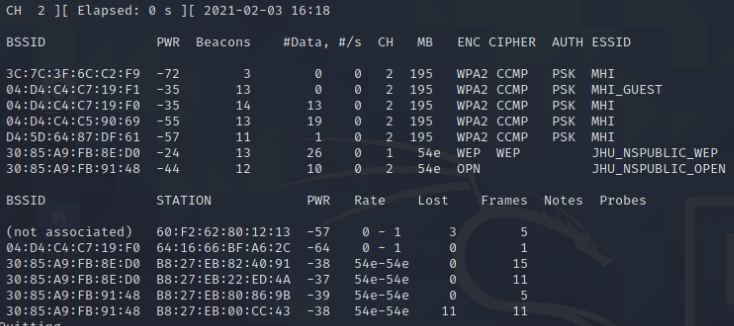 CH 2 ][ Elapsed: 0 s ][ 2021-02-03 16:18
BSSID PWR Beacons #Data, #/s CH MB ENC CIPHER AUTH ESSID
3C:7C:3F:6C:C2:F9 -72 3 0 0 2 195 WPA2 CCMP PSK MHI
04:D4:C4:C7:19:F1 -35 13 0 0 2 195 WPA2 CCMP PSK MHI_GUEST
04:D4:C4:C7:19:F0 -35 14 13 0 2 195 WPA2 CCMP PSK MHI
04:D4:C4:C5:90:69 -55 13 19 0 2 195 WPA2 CCMP PSK MHI
D4:5D:64:87:DF:61 -57 11 1 0 2 195 WPA2 CCMP PSK MHI
30:85:A9:FB:8E:D0 -24 13 26 0 1 54e WEP WEP JHU_NSPUBLIC_WEP
30:85:A9:FB:91:48 -44 12 10 0 2 54e OPN JHU_NSPUBLIC_OPEN
BSSID STATION PWR Rate Lost Frames Notes Probes
(not associated) 60:F2:62:80:12:13 -57 0 - 1 3 5
04:D4:C4:C7:19:F0 64:16:66:BF:A6:2C -64 0 - 1 0 1
30:85:A9:FB:8E:D0 B8:27:EB:82:40:91 -38 54e-54e 0 15
30:85:A9:FB:8E:D0 B8:27:EB:22:ED:4A -37 54e-54e 0 11
30:85:A9:FB:91:48 B8:27:EB:80:86:9B -39 54e-54e 0 5
30:85:A9:FB:91:48 B8:27:EB:00:CC:43 -38 54e-54e 11 11
Quitting